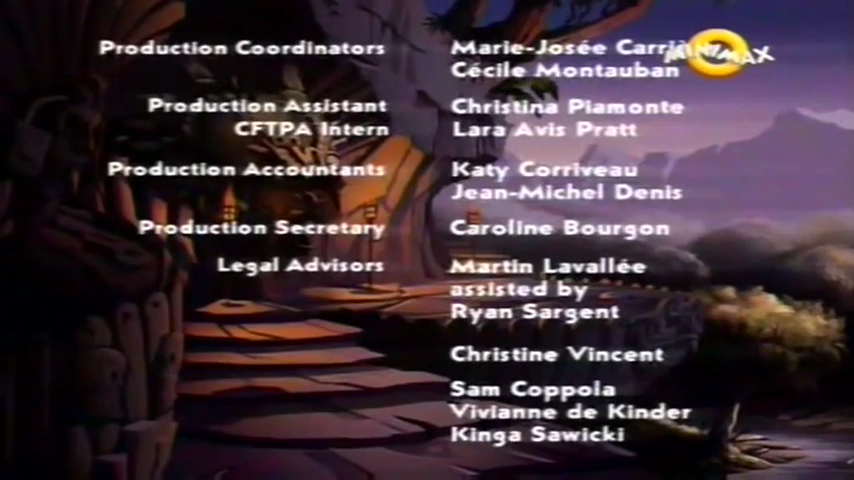 Production Coordinators Marie-Josée Carrière
Cécile Montauban
MINIMAX
Production Assistant Christina Piamonte
CFTPA Intern Lara Avis Pratt
Production Accountants Katy Corriveau
Jean-Michel Denis
Production Secretary Caroline Bourgon
Legal Advisors Martin Lavallée
assisted by
Ryan Sargent
Christine Vincent
Sam Coppola
Vivianne de Kinder
Kinga Sawicki